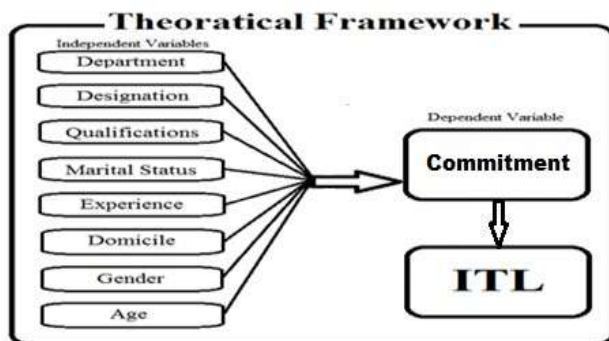 Theoratical Framework
Independent Variables
Department
Designation
Qualifications
Marital Status
Experience
Domicile
Gender
Age
Dependent Variable
Commitment
ITL